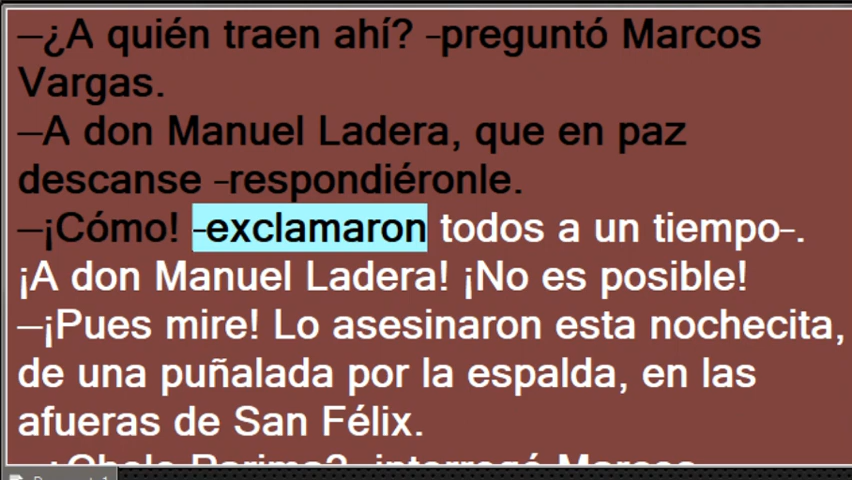 —¿A quién traen ahí? -preguntó Marcos
Vargas.
—A don Manuel Ladera, que en paz
descanse -respondiéronle.
—¡Cómo! -exclamaron todos a un tiempo-.
¡A don Manuel Ladera! ¡No es posible!
—¡Pues mire! Lo asesinaron esta nochecita,
de una puñalada por la espalda, en las
afueras de San Félix.